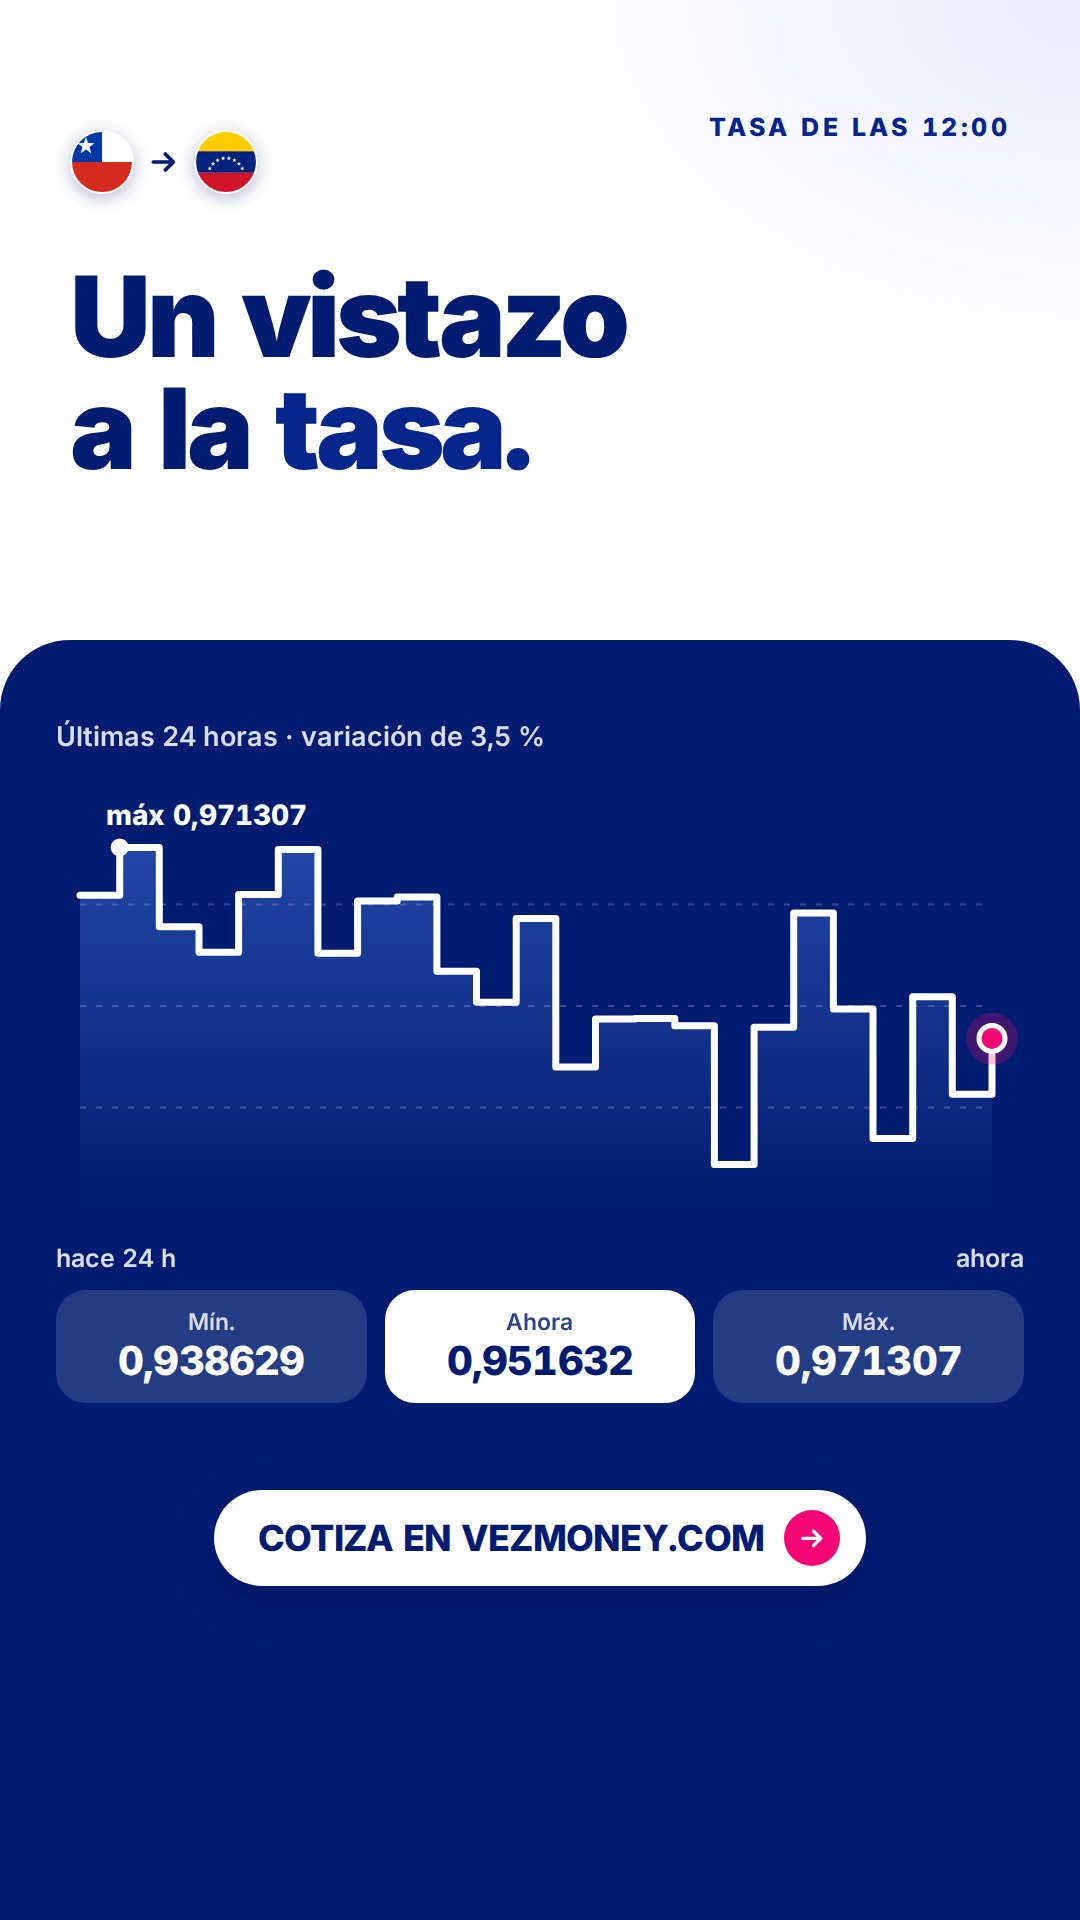 TASA DE LAS 12:00
Un vistazo
a la tasa.
Últimas 24 horas · variación de 3,5 %
máx 0,971307
hace 24 h
ahora
Mín.
0,938629
Ahora
0,951632
Máx.
0,971307
COTIZA EN VEZMONEY.COM